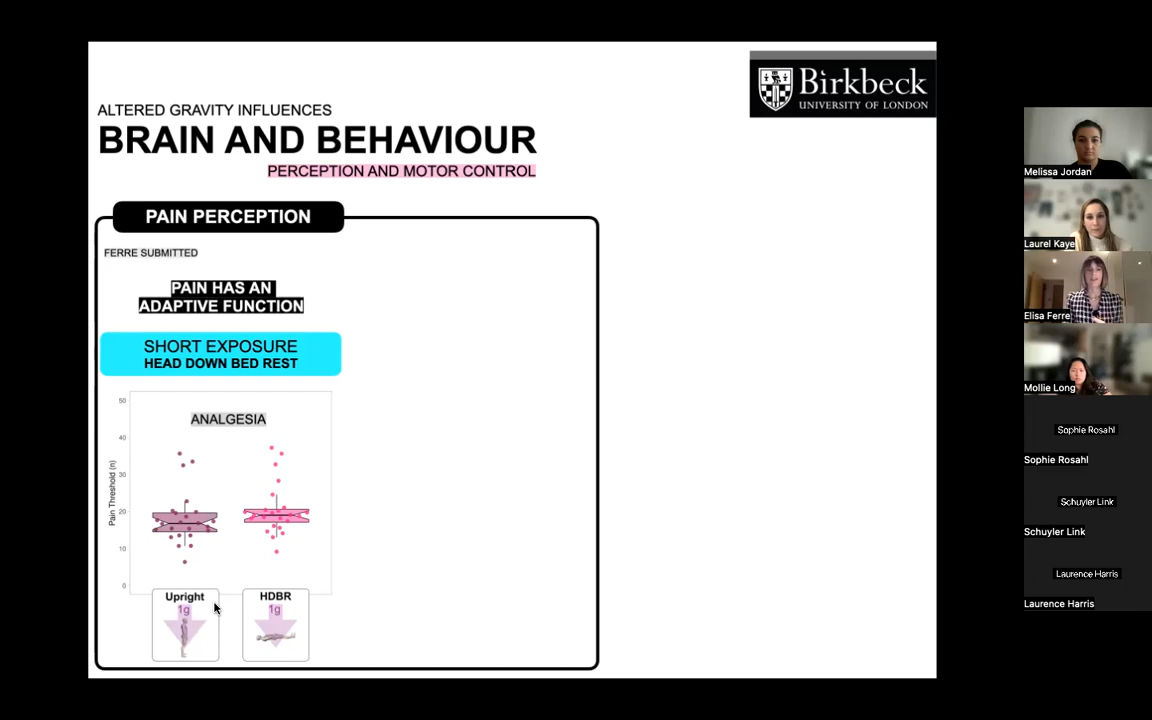 ALTERED GRAVITY INFLUENCES
BRAIN AND BEHAVIOUR
PERCEPTION AND MOTOR CONTROL
Birkbeck
UNIVERSITY OF LONDON
PAIN PERCEPTION
FERRE SUBMITTED
PAIN HAS AN
ADAPTIVE FUNCTION
SHORT EXPOSURE
HEAD DOWN BED REST
ANALGESIA
Pain Threshold (n)
50
40
30
20
10
0
Upright
1g
HDBR
1g
Melissa Jordan
Laurel Kaye
Elisa Ferre
Mollie Long
Sophie Rosahl
Sophie Rosahl
Schuyler Link
Schuyler Link
Laurence Harris
Laurence Harris